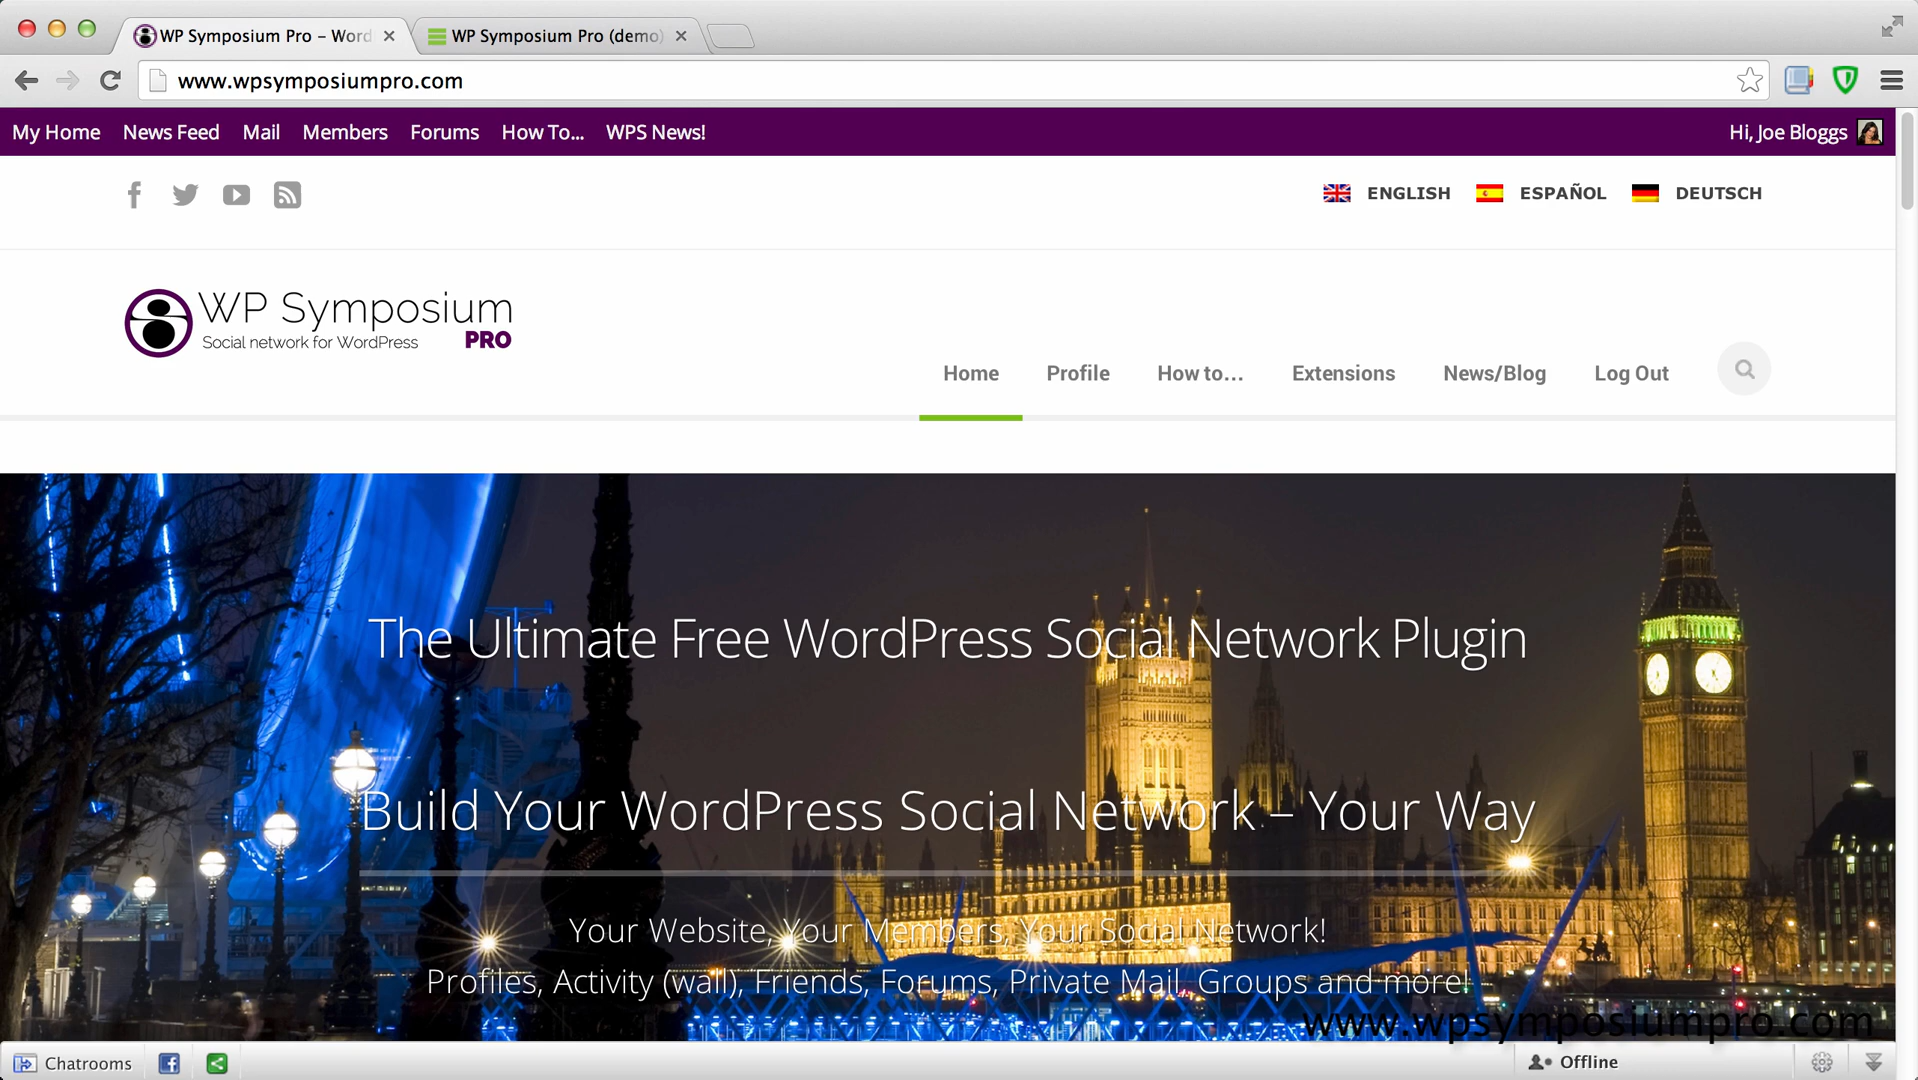 WP Symposium Pro – Word
WP Symposium Pro (demo)
www.wpsymposiumpro.com
My Home News Feed Mail Members Forums How To... WPS News! Hi, Joe Bloggs
ENGLISH ESPAÑOL DEUTSCH
WP Symposium
Social network for WordPress PRO
Home Profile How to... Extensions News/Blog Log Out
The Ultimate Free WordPress Social Network Plugin
Build Your WordPress Social Network – Your Way
Your Website, Your Members, Your Social Network!
Profiles, Activity (wall), Friends, Forums, Private Mail, Groups and more!
www.wpsymposiumpro.com
Chatrooms Offline